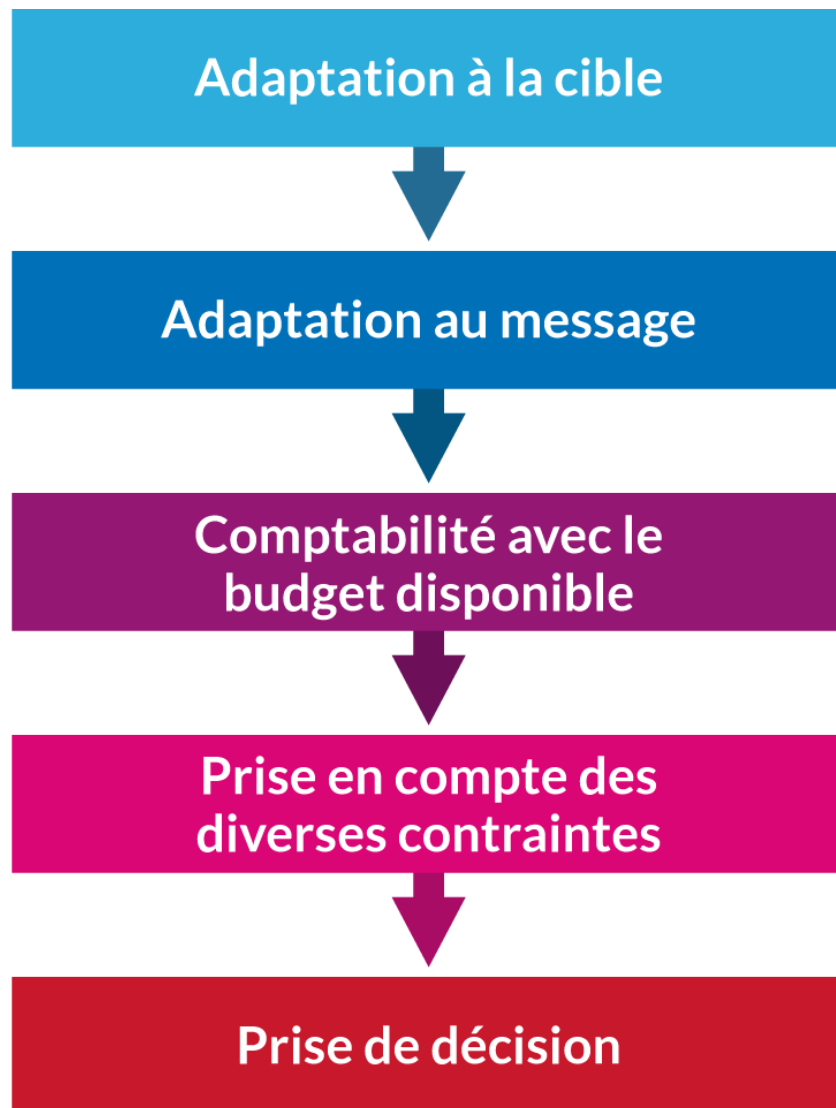 Adaptation à la cible
Adaptation au message
Comptabilité avec le
budget disponible
Prise en compte des
diverses contraintes
Prise de décision